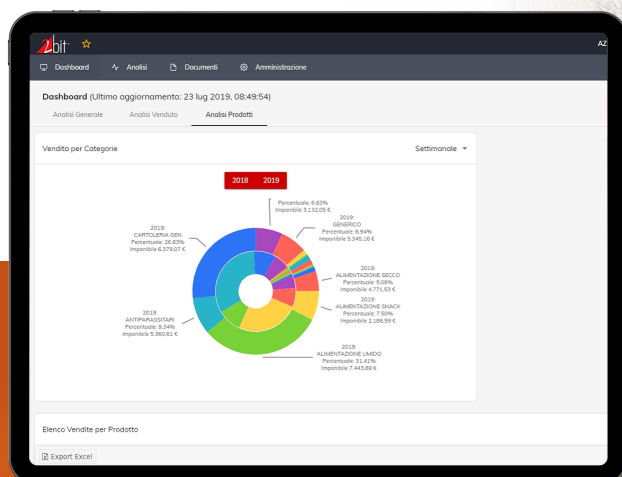 2bit
AZ
Dashboard Analisi Documenti Amministrazione
Dashboard (Ultimo aggiornamento: 23 lug 2019, 08:49:54)
Analisi Generale Analisi Venduto Analisi Prodotti
Vendita per Categorie Settimanale
2018 2019
Percentuale: 6.83%
Imponibile 3.132,05 €
2019:
GENERICO
Percentuale: 6.94%
Imponibile 5.345,16 €
2019:
CARTOLERIA GEN
Percentuale: 26.83%
Imponibile 6.379,07 €
2019:
ALIMENTAZIONE SECCO
Percentuale: 5.09%
Imponibile 4.771,53 €
2019:
ALIMENTAZIONE SNACK
Percentuale: 7.50%
Imponibile 2.186,59 €
2019:
ANTIPARASSITARI
Percentuale: 9.34%
Imponibile 5.360,61 €
2019:
ALIMENTAZIONE UMIDO
Percentuale: 31.41%
Imponibile 7.443,69 €
Elenco Vendite per Prodotto
Export Excel